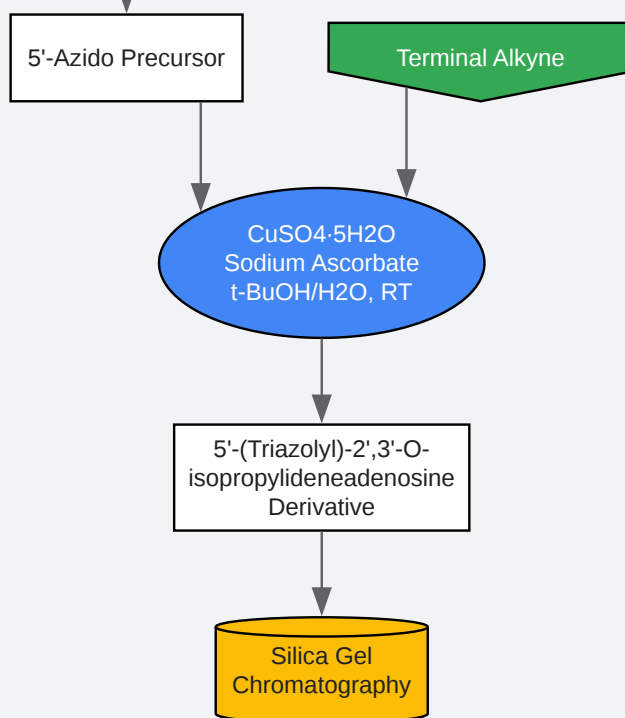 5'-Azido Precursor
Terminal Alkyne
CuSO4·5H2O
Sodium Ascorbate
t-BuOH/H2O, RT
5'-(Triazolyl)-2',3'-O-
isopropylideneadenosine
Derivative
Silica Gel
Chromatography